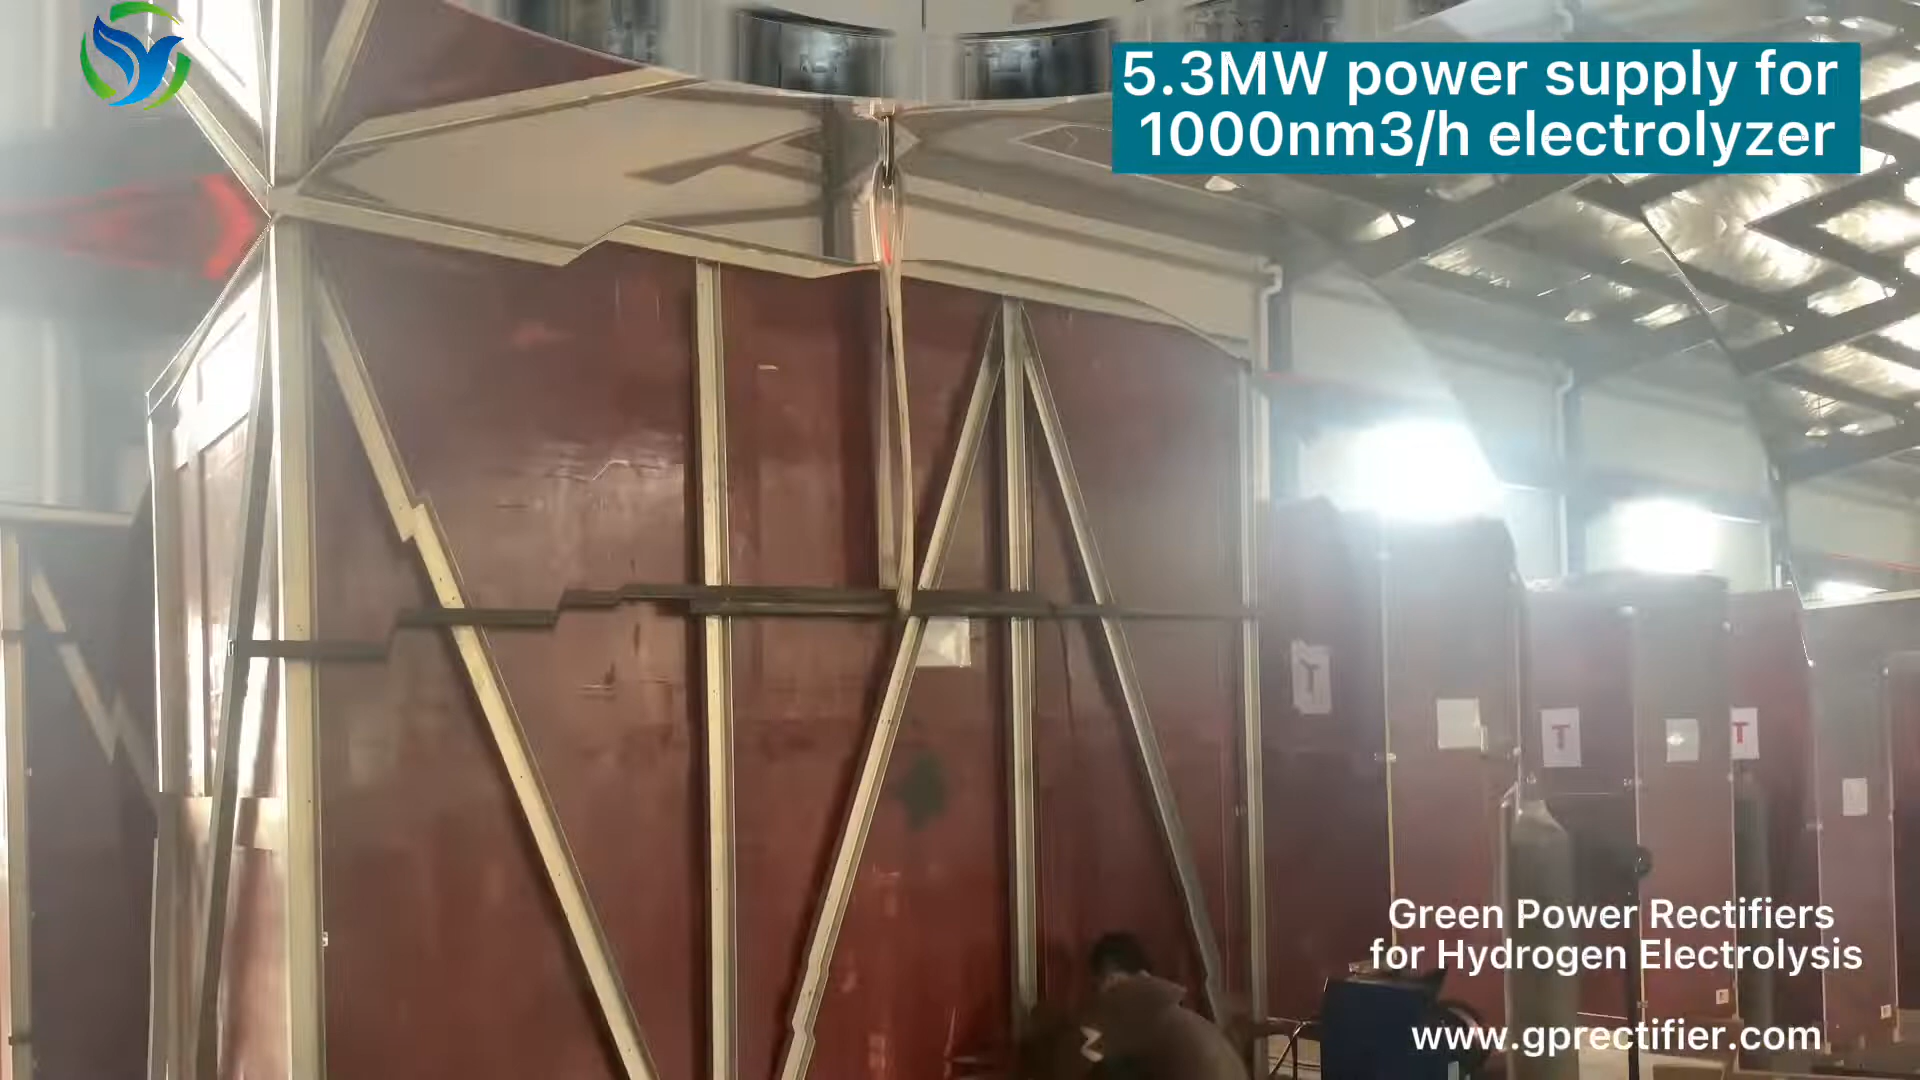 5.3MW power supply for
1000nm3/h electrolyzer
T
T
T
Green Power Rectifiers
for Hydrogen Electrolysis
www.gprectifier.com